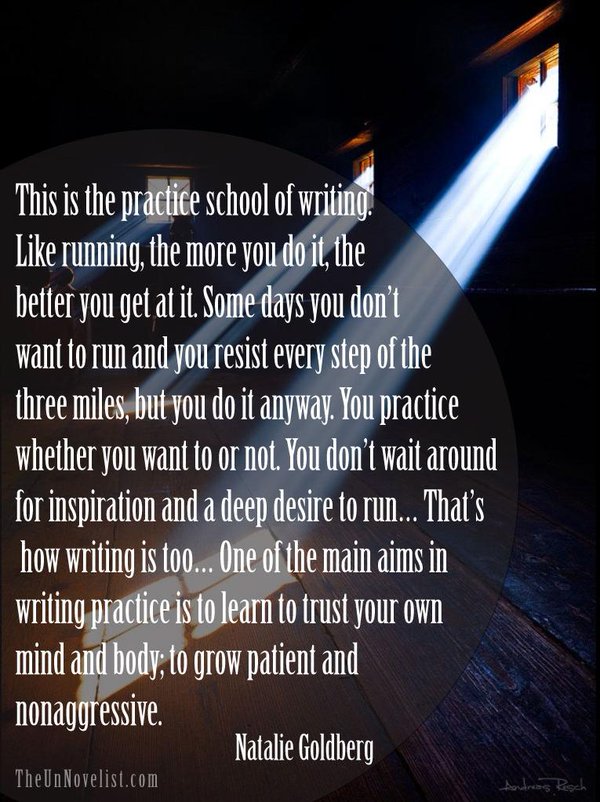 This is the practice school of writing.
Like running, the more you do it, the
better you get at it. Some days you don't
want to run and you resist every step of the
three miles, but you do it anyway. You practice
whether you want to or not. You don't wait around
for inspiration and a deep desire to run... That's
how writing is too... One of the main aims in
writing practice is to learn to trust your own
mind and body; to grow patient and
nonaggressive.
Natalie Goldberg
TheUnNovelist.com
Andreas Resch